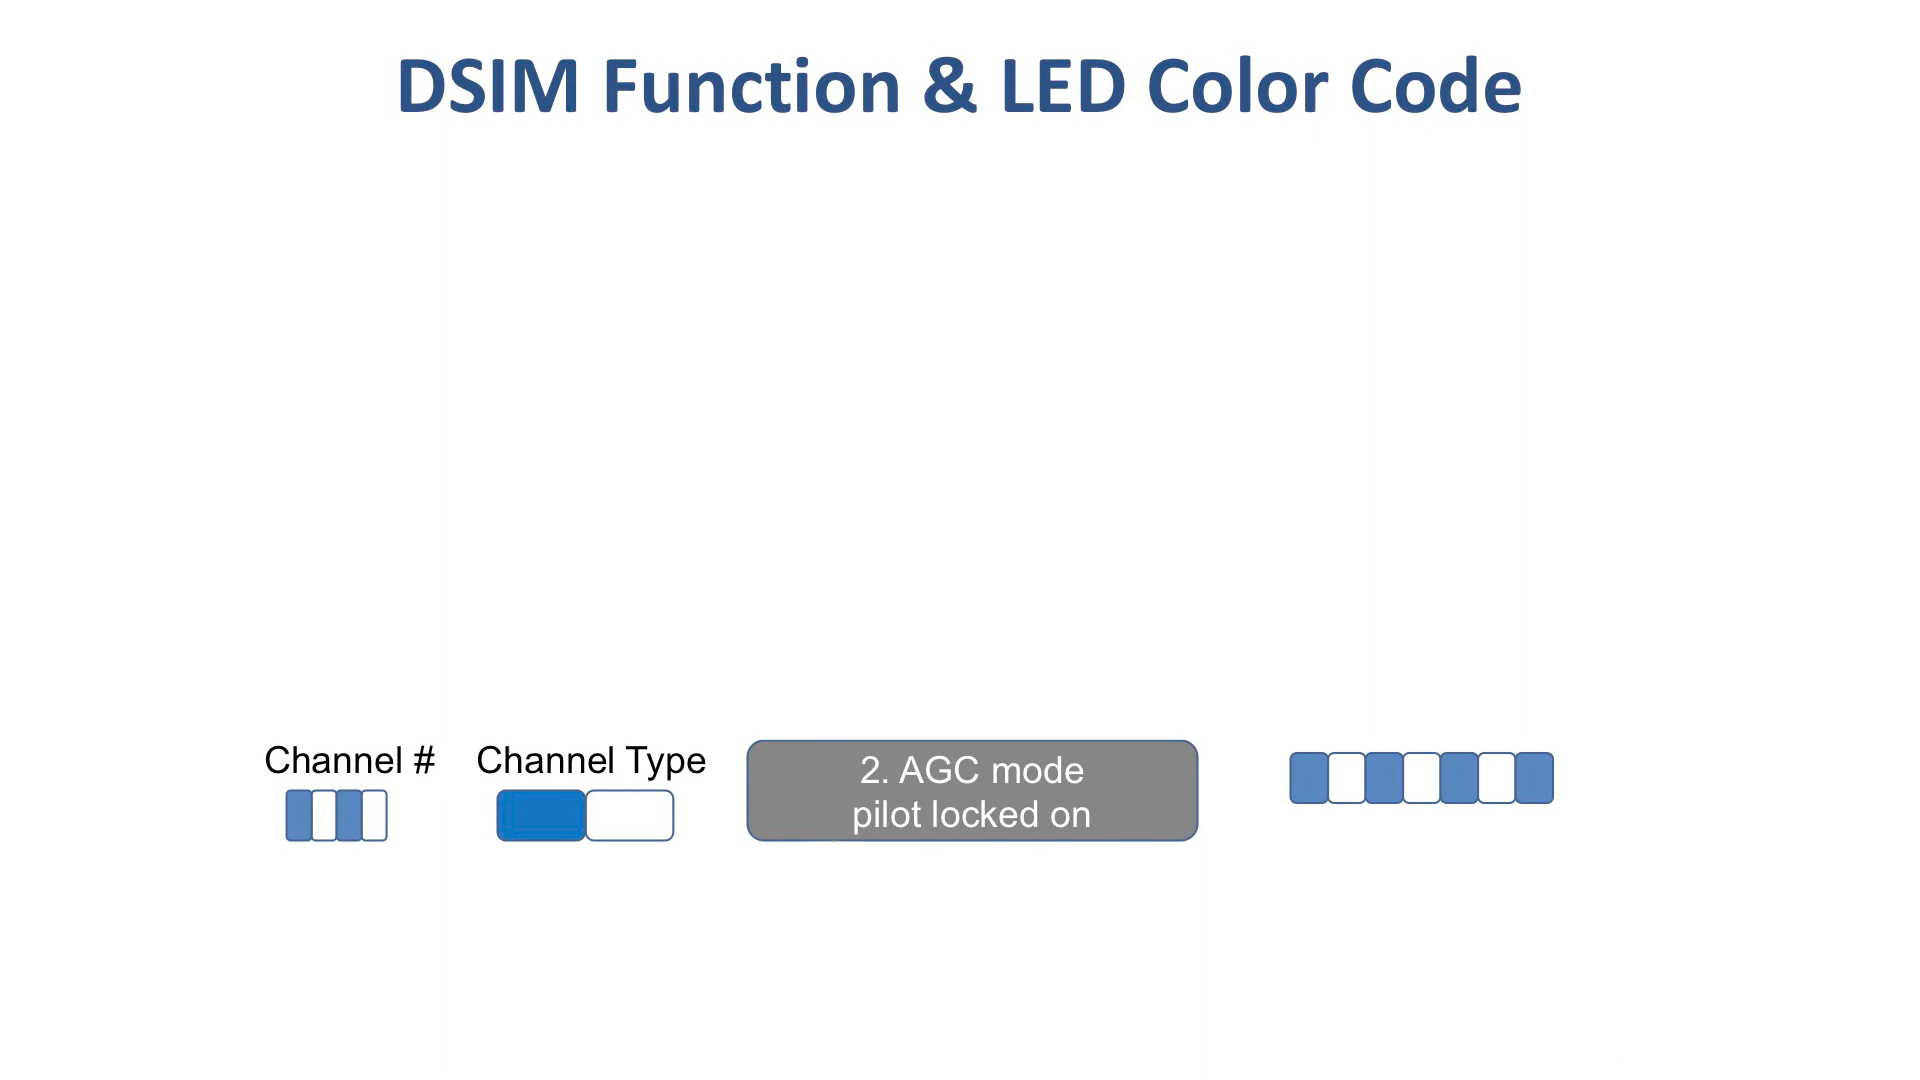 DSIM Function & LED Color Code
Channel #
Channel Type
2. AGC mode
pilot locked on